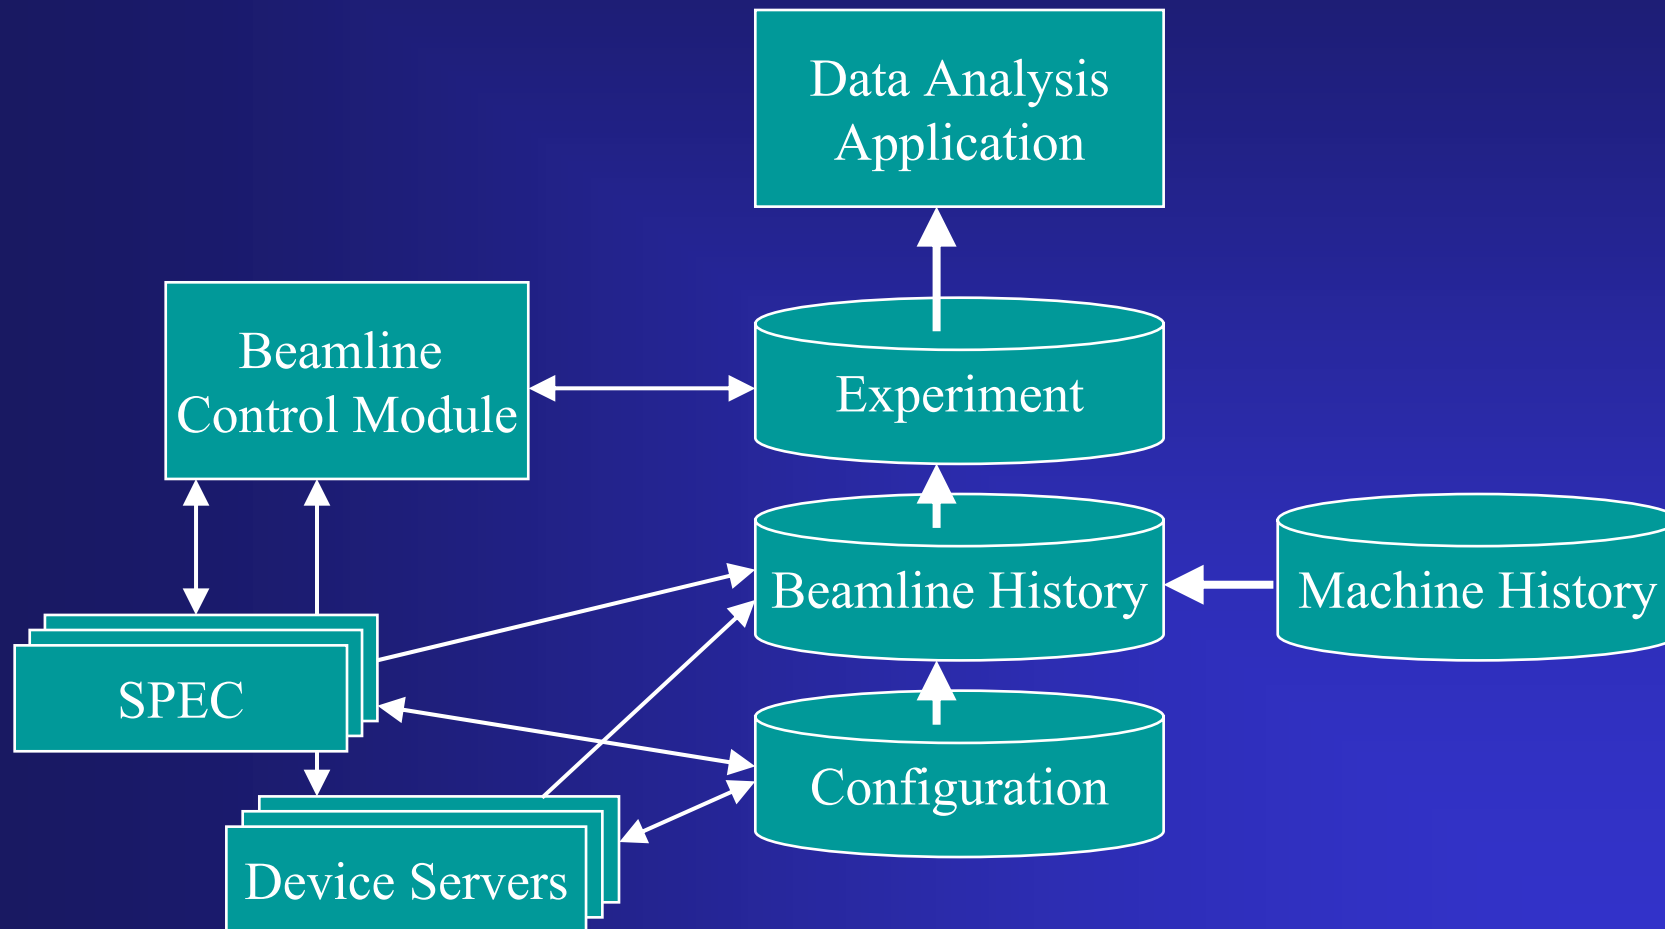 Data Analysis
Application
Beamline
Control Module
Experiment
Beamline History
Machine History
SPEC
Configuration
Device Servers